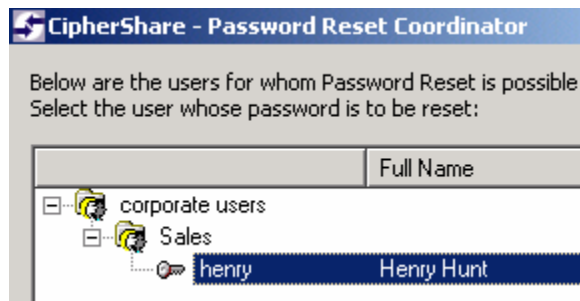 CipherShare - Password Reset Coordinator
Below are the users for whom Password Reset is possible
Select the user whose password is to be reset:
Full Name
corporate users
Sales
henry Henry Hunt